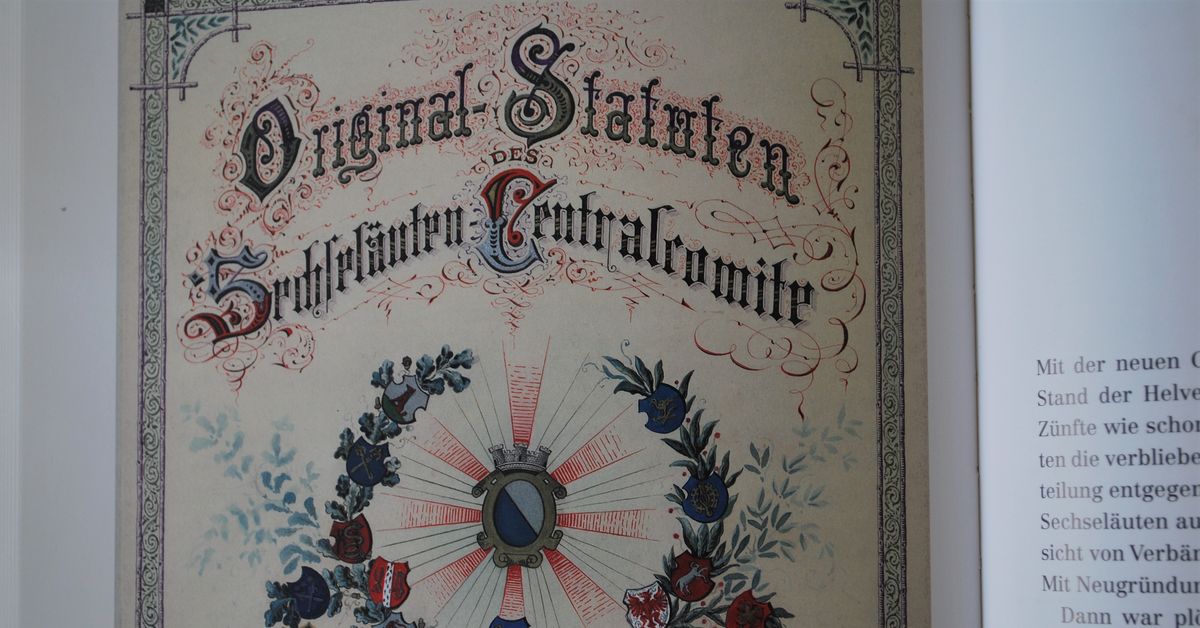 Original-Statuten
DES
Sechseläuten-Centralcomite
Mit der neuen
Stand der Helve
Zünfte wie schon
ten die verbliebe
teilung entgegen
Sechseläuten au
sicht von Verbän
Mit Neugründun
Dann war plö